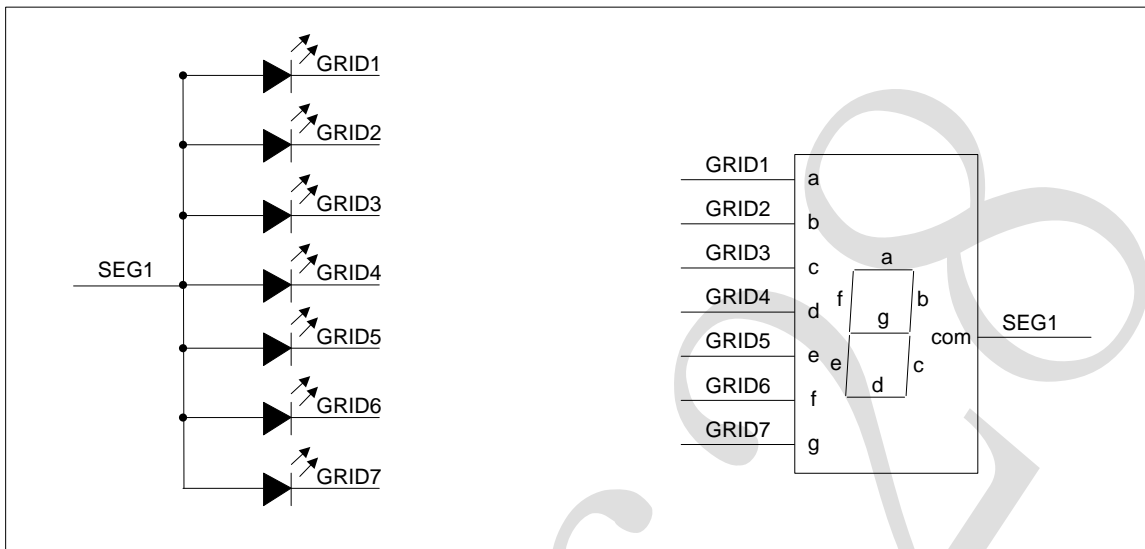 GRID1
GRID2
GRID3
SEG1
GRID4
GRID5
GRID6
GRID7
GRID1
a
GRID2
b
GRID3
c
a
GRID4
f
b
d
g
SEG1
com
GRID5
e
e
c
d
GRID6
f
GRID7
g